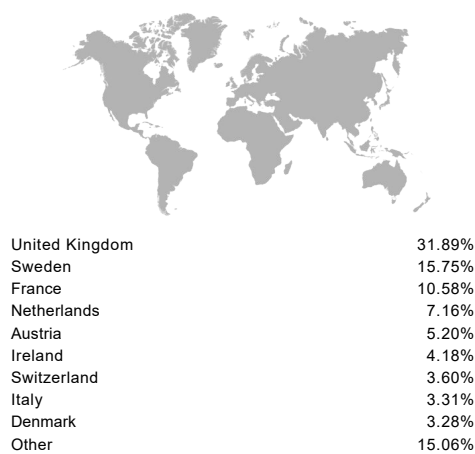 United Kingdom 31.89%
Sweden 15.75%
France 10.58%
Netherlands 7.16%
Austria 5.20%
Ireland 4.18%
Switzerland 3.60%
Italy 3.31%
Denmark 3.28%
Other 15.06%